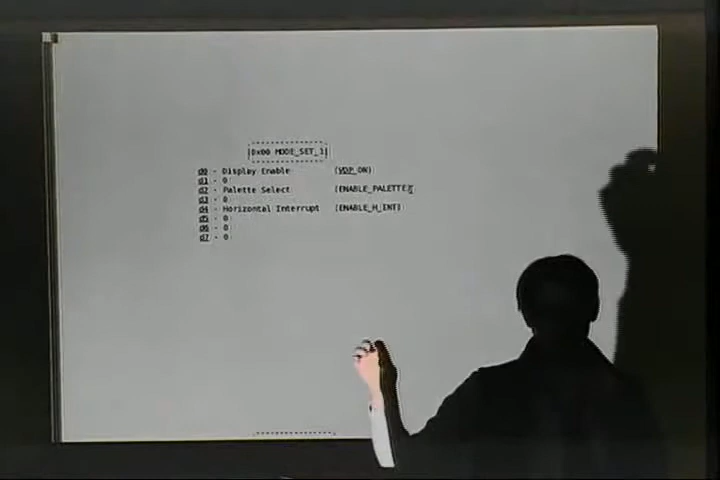 0x00 MODE_SET_1
d0 - Display Enable (VDP_ON)
d1 - 0
d2 - Palette Select (ENABLE_PALETTE)
d3 - 0
d4 - Horizontal Interrupt (ENABLE_H_INT)
d5 - 0
d6 - 0
d7 - 0